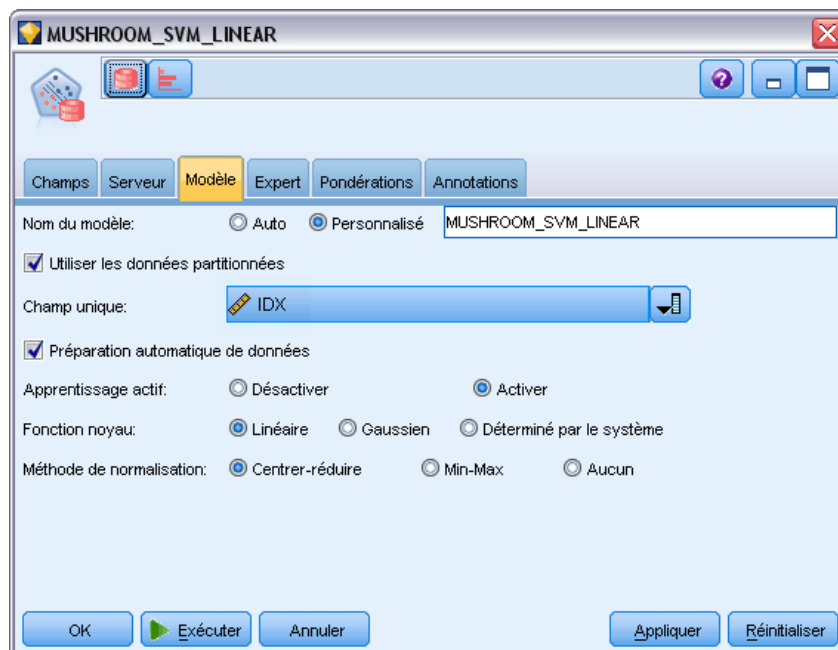 MUSHROOM_SVM_LINEAR
Champs Serveur Modèle Expert Pondérations Annotations
Nom du modèle: Auto Personnalisé MUSHROOM_SVM_LINEAR
Utiliser les données partitionnées
Champ unique: IDX
Préparation automatique de données
Apprentissage actif: Désactiver Activer
Fonction noyau: Linéaire Gaussien Déterminé par le système
Méthode de normalisation: Centrer-réduire Min-Max Aucun
OK Exécuter Annuler Appliquer Réinitialiser